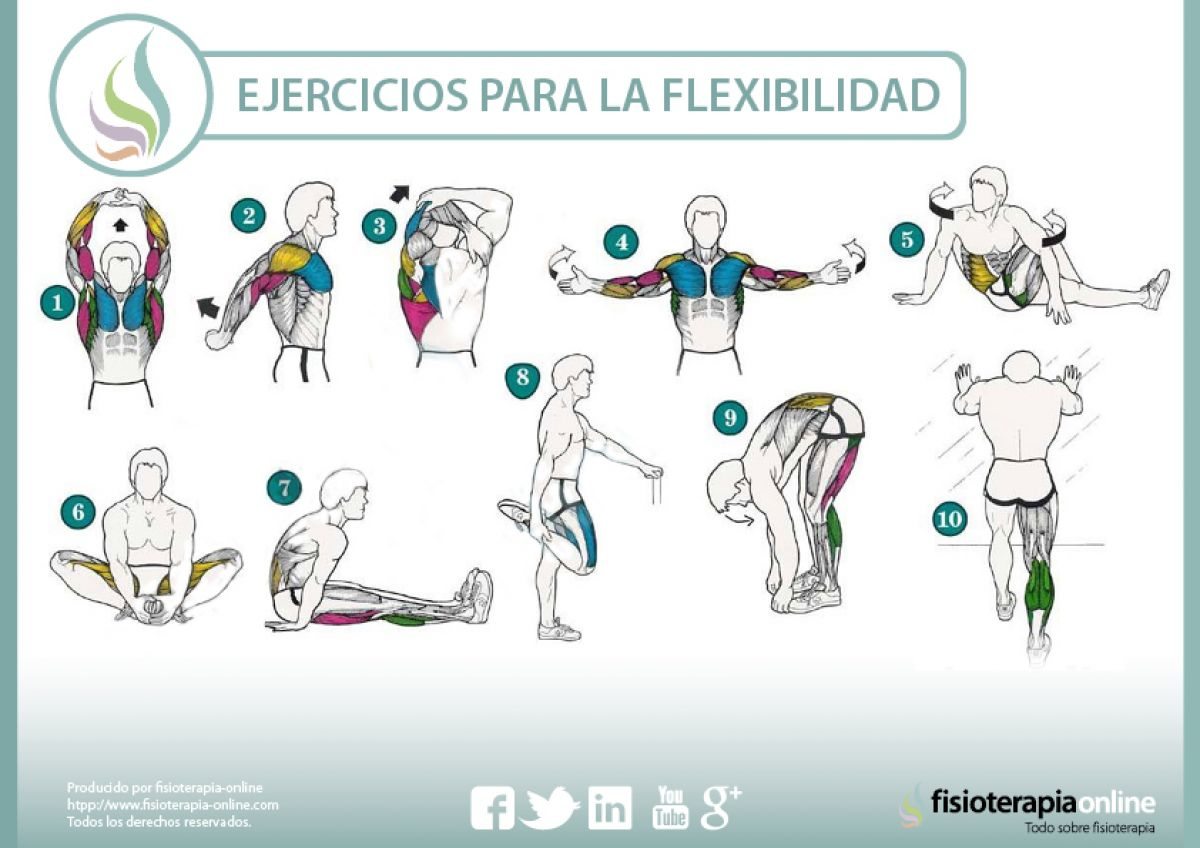 EJERCICIOS PARA LA FLEXIBILIDAD
1
2
3
4
5
6
7
8
9
10
Producido por fisioterapia-online
htpp://www.fisioterapia-online.com
Todos los derechos reservados.
f
in
You
Tube
g+
fisioterapiaonline
Todo sobre fisioterapia